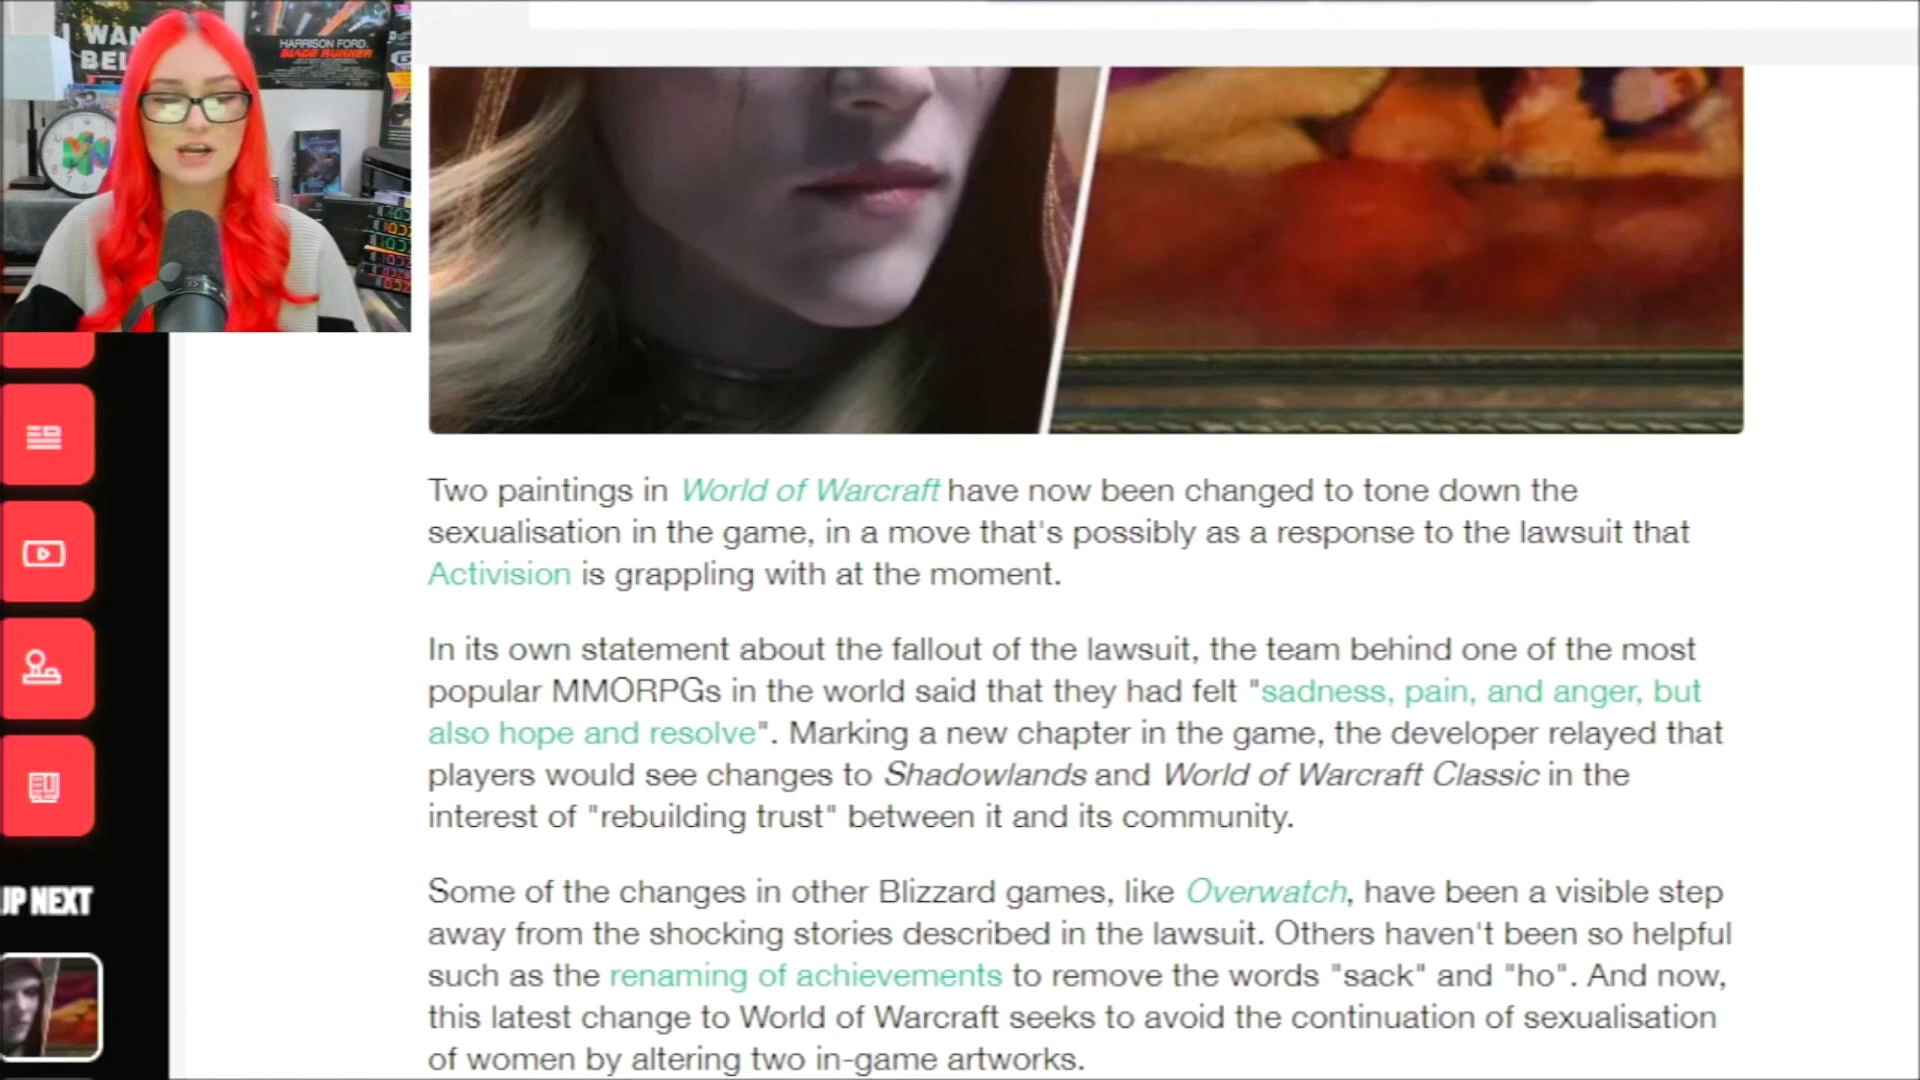 I WAN
BEL
HARRISON FORD.
BLADE RUNNER
Two paintings in World of Warcraft have now been changed to tone down the
sexualisation in the game, in a move that's possibly as a response to the lawsuit that
Activision is grappling with at the moment.
In its own statement about the fallout of the lawsuit, the team behind one of the most
popular MMORPGs in the world said that they had felt "sadness, pain, and anger, but
also hope and resolve". Marking a new chapter in the game, the developer relayed that
players would see changes to Shadowlands and World of Warcraft Classic in the
interest of "rebuilding trust" between it and its community.
Some of the changes in other Blizzard games, like Overwatch, have been a visible step
away from the shocking stories described in the lawsuit. Others haven't been so helpful
such as the renaming of achievements to remove the words "sack" and "ho". And now,
this latest change to World of Warcraft seeks to avoid the continuation of sexualisation
of women by altering two in-game artworks.
UP NEXT